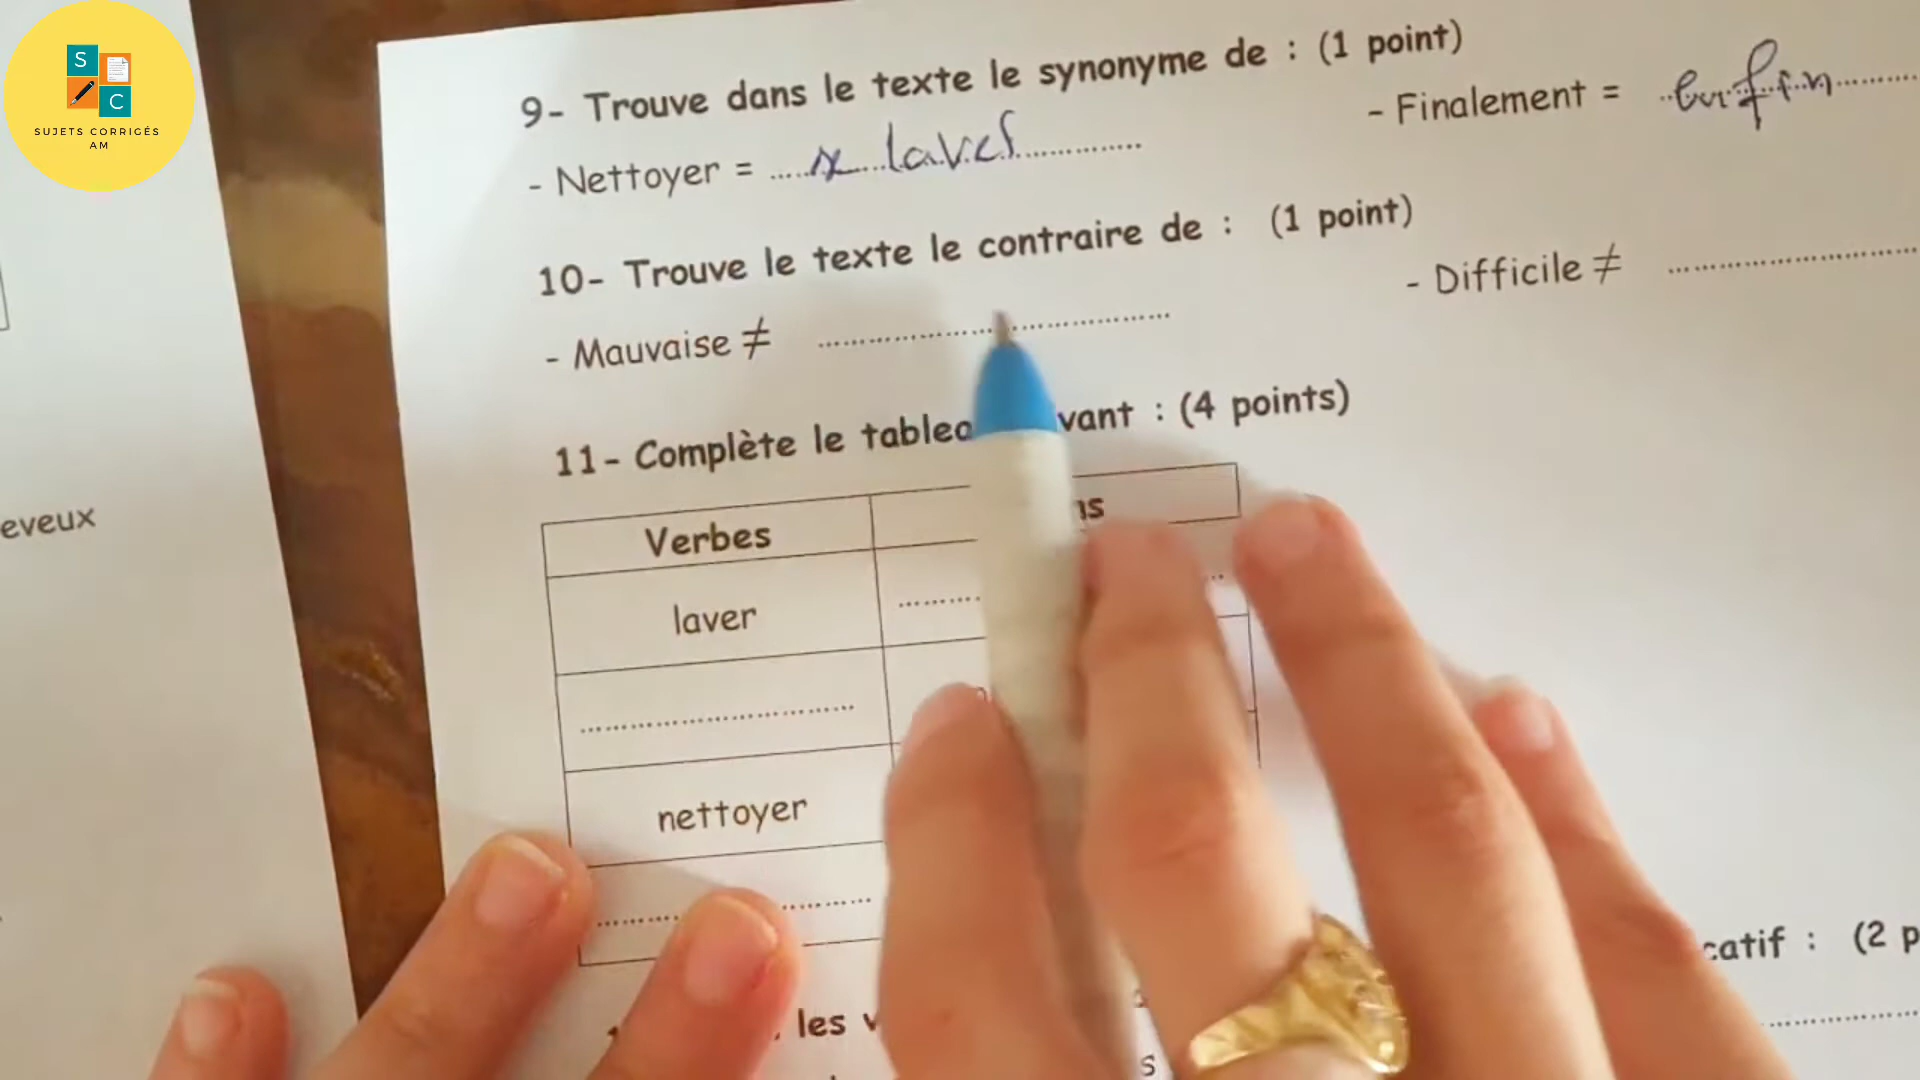 S
C
SUJETS CORRIGÉS
AM
eveux
9- Trouve dans le texte le synonyme de : (1 point)
- Nettoyer = ...... laver ............ - Finalement = ..enfin..........
10- Trouve le texte le contraire de : (1 point)
- Mauvaise ≠ .............................. - Difficile ≠ ..............................
11- Complète le tableau : (4 points)
Verbes
laver ..........
..............................
nettoyer
..............................
catif : (2 p
les
s